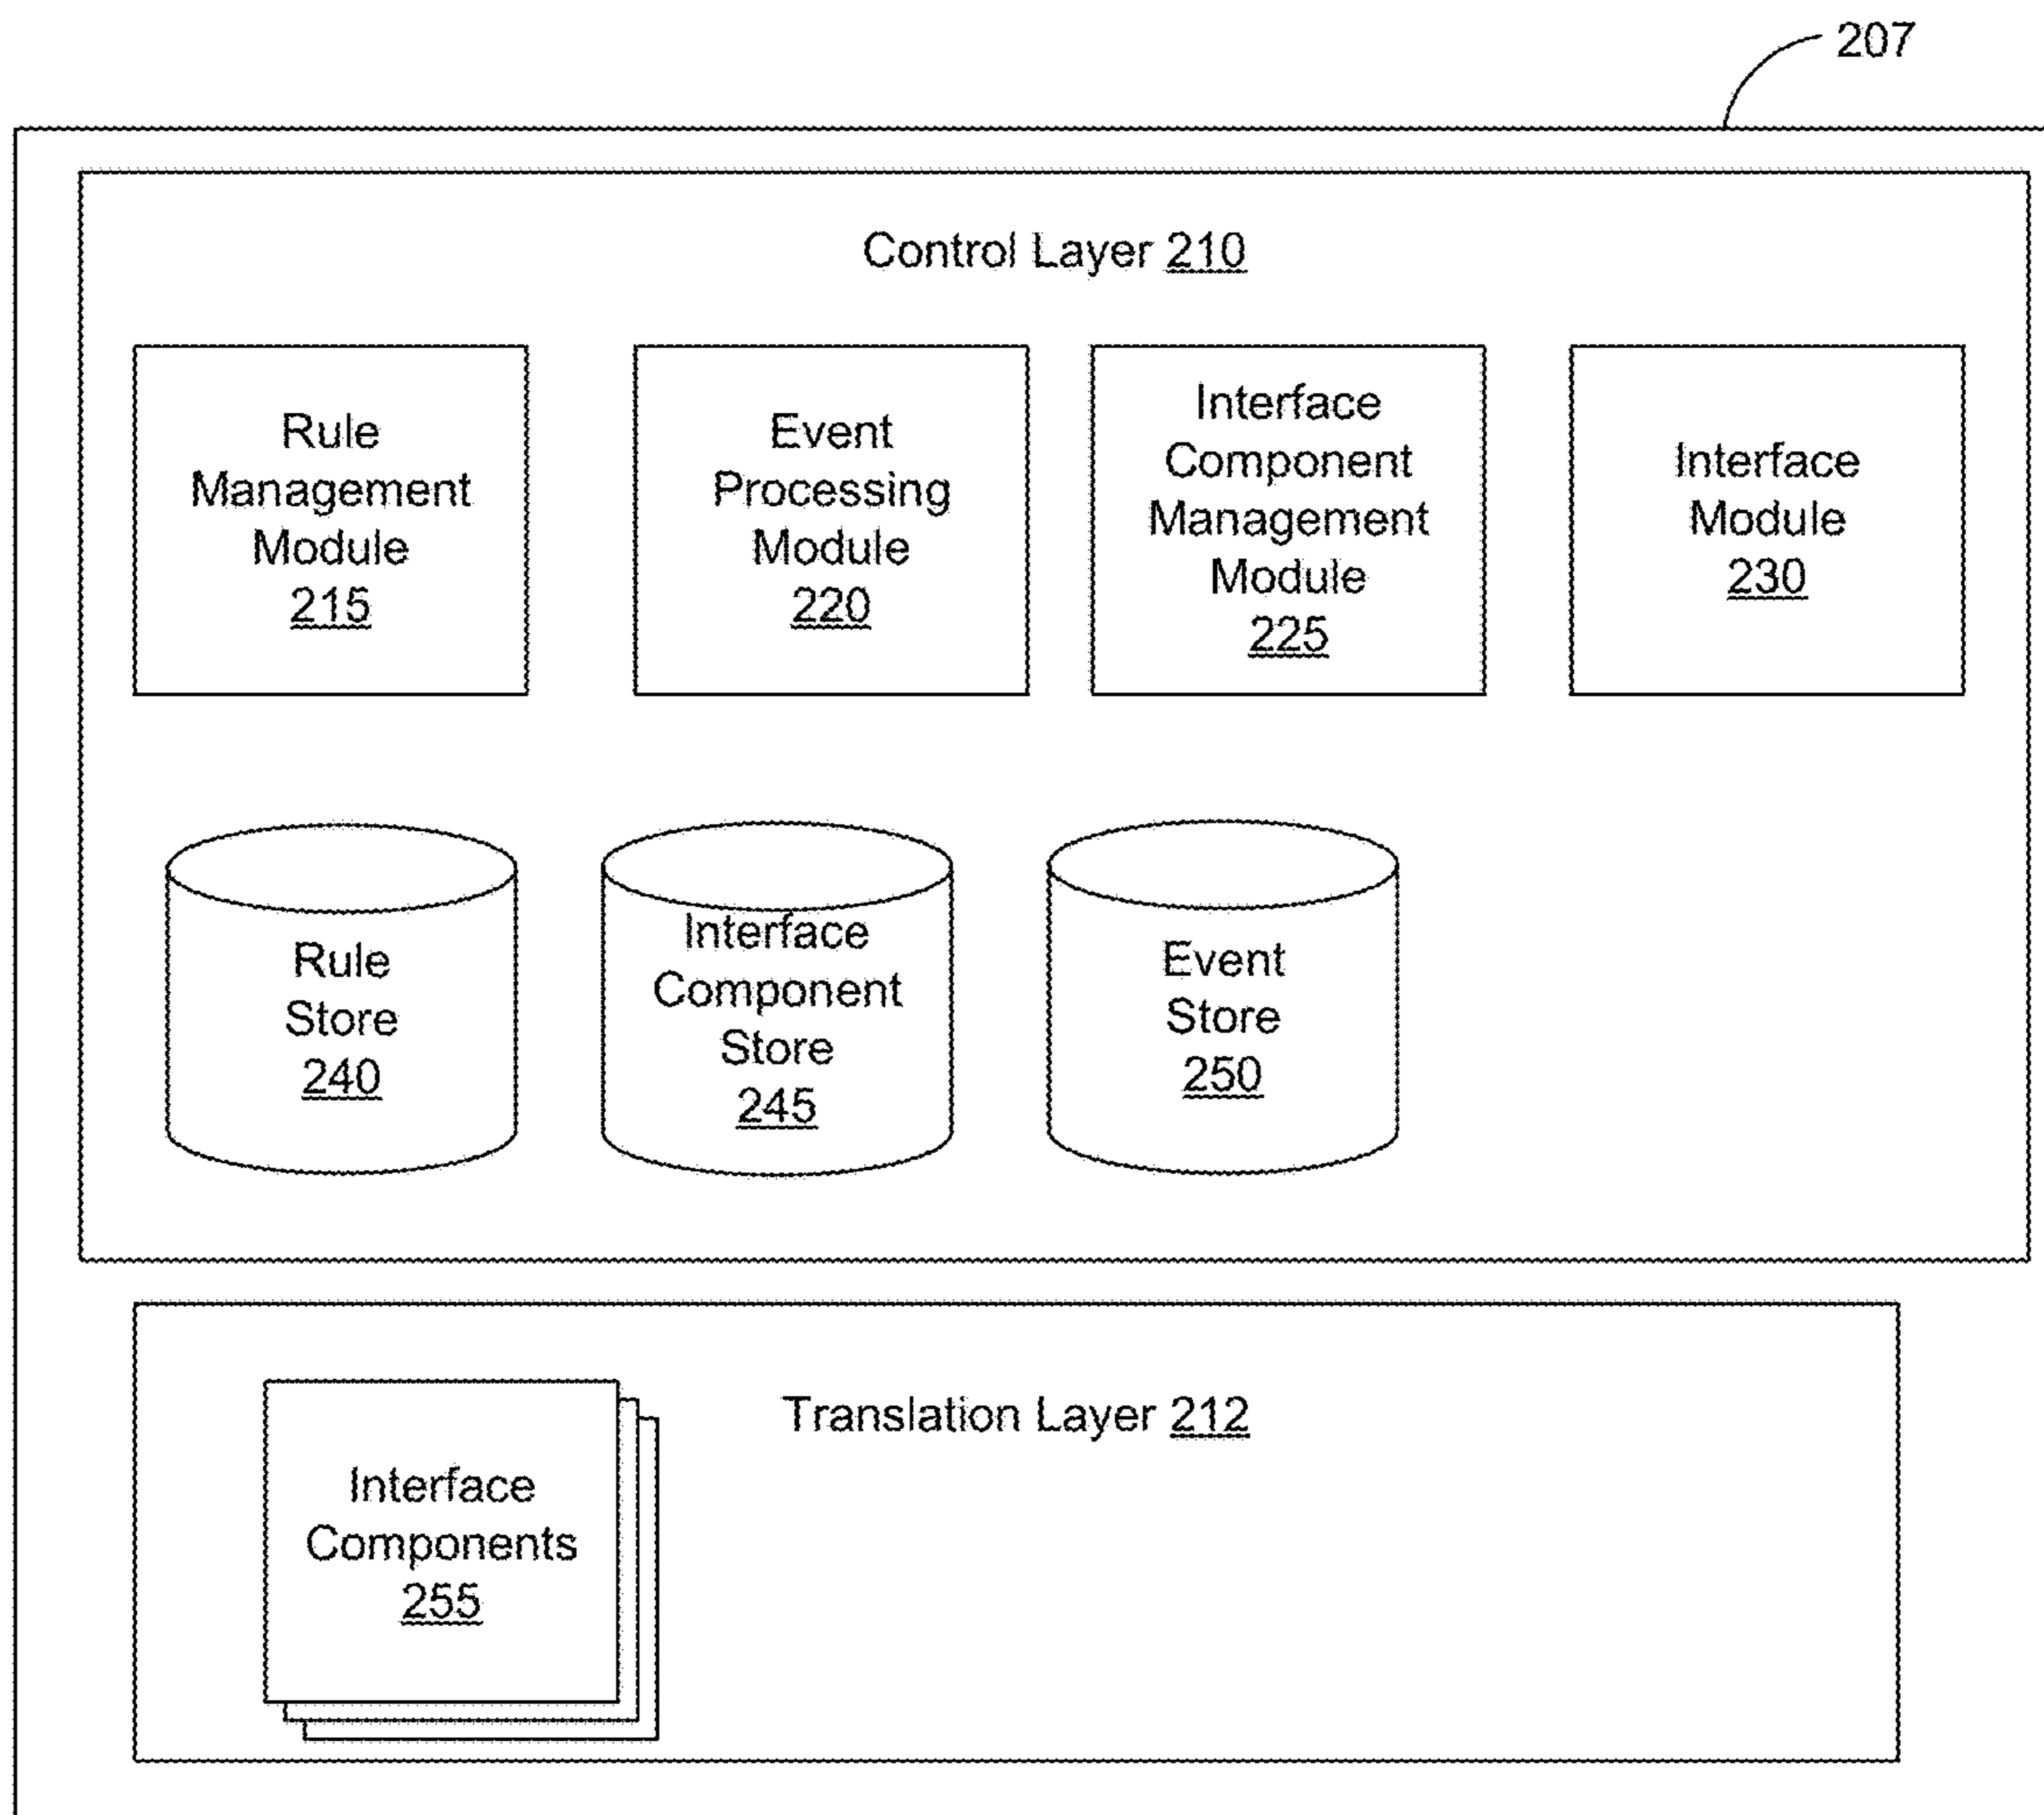 207
Control Layer 210
Rule
Management
Module
215
Event
Processing
Module
220
Interface
Component
Management
Module
225
Interface
Module
230
Rule
Store
240
Interface
Component
Store
245
Event
Store
250
Translation Layer 212
Interface
Components
255